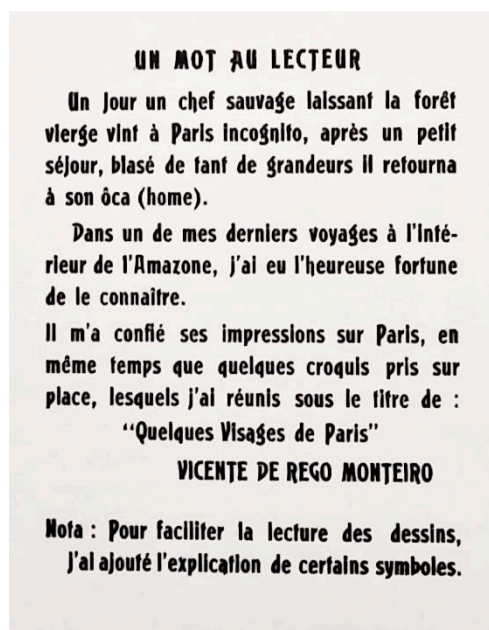 UN MOT AU LECTEUR
Un jour un chef sauvage laissant la forêt
vierge vint à Paris incognito, après un petit
séjour, blasé de tant de grandeurs il retourna
à son ôca (home).
Dans un de mes derniers voyages à l'inté-
rieur de l'Amazone, j'ai eu l'heureuse fortune
de le connaitre.
Il m'a confié ses impressions sur Paris, en
même temps que quelques croquis pris sur
place, lesquels j'ai réunis sous le titre de :
“Quelques Visages de Paris”
VICENTE DE REGO MONTEIRO
Nota : Pour faciliter la lecture des dessins,
j'ai ajouté l'explication de certains symboles.